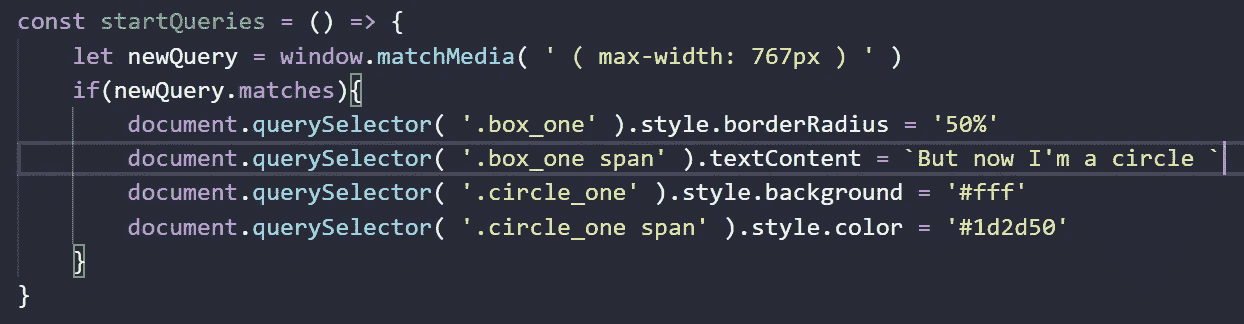 const startQueries = () => {
    let newQuery = window.matchMedia( ' ( max-width: 767px ) ' )
    if(newQuery.matches){
        document.querySelector( '.box_one' ).style.borderRadius = '50%'
        document.querySelector( '.box_one span' ).textContent = `But now I'm a circle `
        document.querySelector( '.circle_one' ).style.background = '#fff'
        document.querySelector( '.circle_one span' ).style.color = '#1d2d50'
    }
}